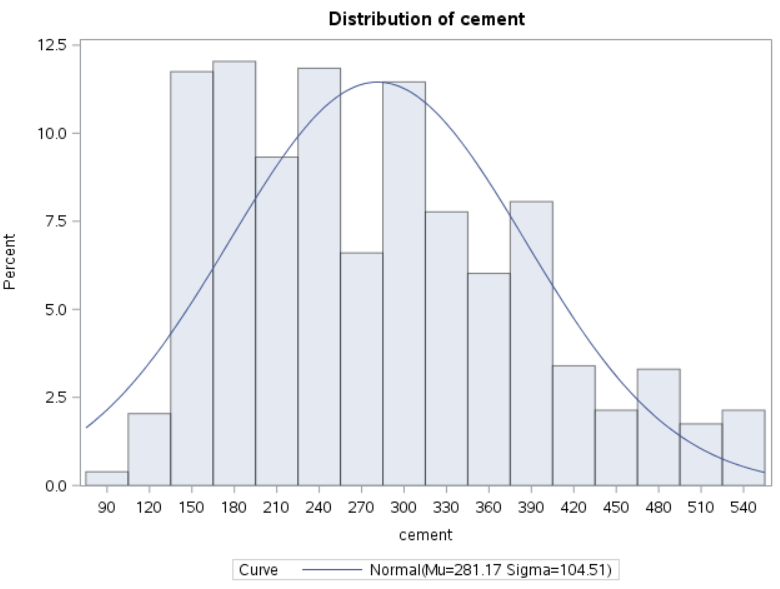 Distribution of cement
12.5
10.0
7.5
5.0
2.5
0.0
Percent
90 120 150 180 210 240 270 300 330 360 390 420 450 480 510 540
cement
Curve Normal(Mu=281.17 Sigma=104.51)